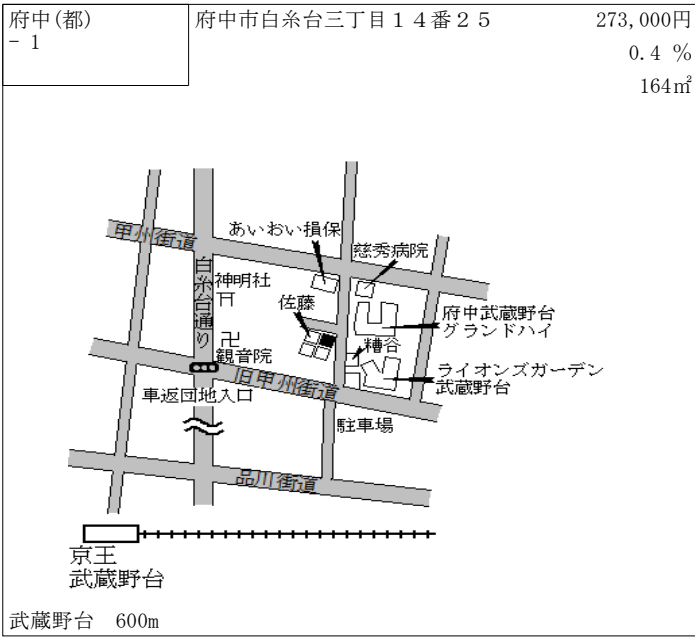 府中(都)
- 1
府中市白糸台三丁目１４番２５
273,000円
0.4 %
164㎡
あいおい損保
甲州街道
慈秀病院
白糸台通り
神明社
佐藤
府中武蔵野台
グランドハイ
糟谷
観音院
旧甲州街道
ライオンズガーデン
武蔵野台
車返団地入口
駐車場
品川街道
京王
武蔵野台
武蔵野台 600m